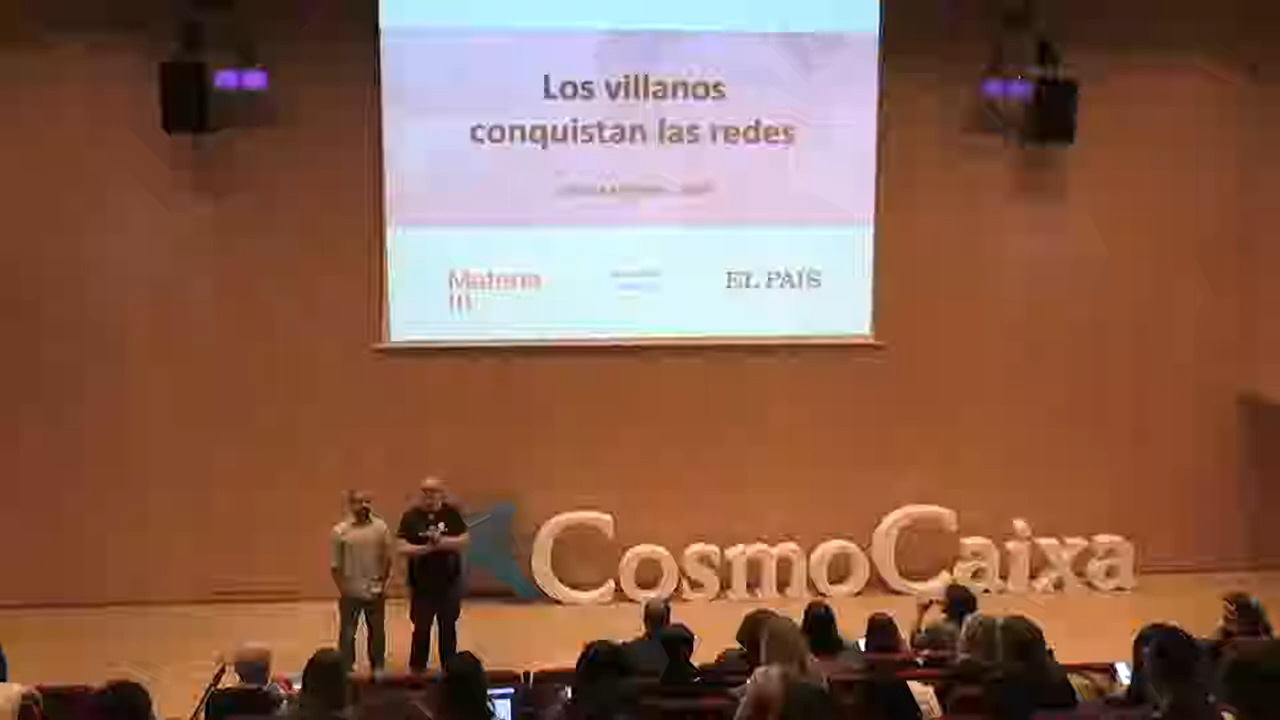 Los villanos
conquistan las redes
Materia
EL PAÍS
CosmoCaixa